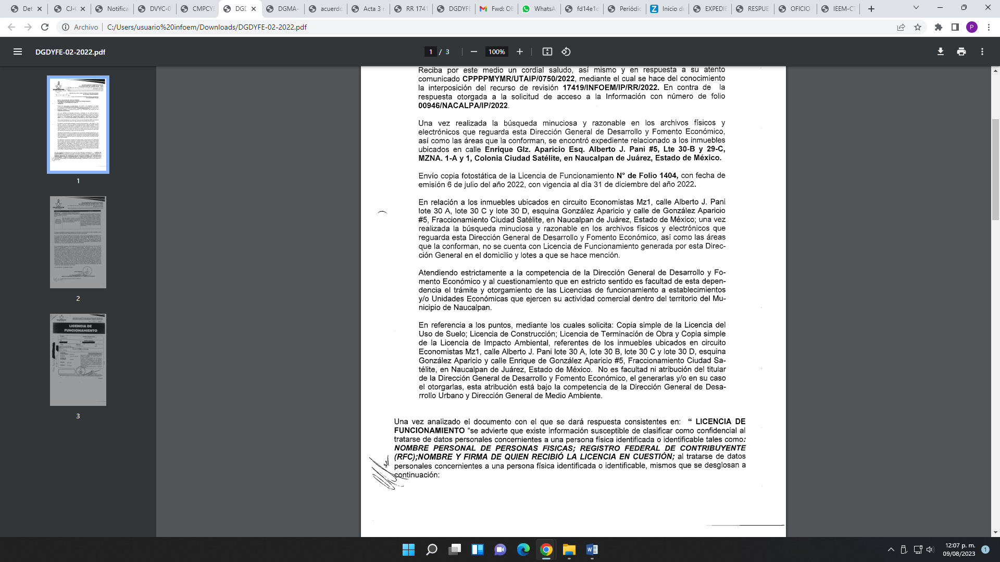 Det
CJ-
Notifica
DVYC-0
CMPCYE
DGD
DGMA-
acuerdo
Acta 3 r
RR 1741
DGDYFE
Fwd: OB
WhatsA
fd14e1c
Periódic
Inicio de
EXPEDIE
RESPUE
OFICIO
IEEM-CT
Archivo
C:/Users/usuario%20infoem/Downloads/DGDYFE-02-2022.pdf
P
DGDYFE-02-2022.pdf
1 / 3
100%
1
2
LICENCIA DE
FUNCIONAMIENTO
3
Reciba por este medio un cordial saludo, así mismo y en respuesta a su atento
comunicado CPPPPMYMR/UTAIP/0750/2022, mediante el cual se hace del conocimiento
la interposición del recurso de revisión 17419/INFOEM/IP/RR/2022. En contra de la
respuesta otorgada a la solicitud de acceso a la Información con número de folio
00946/NACALPA/IP/2022.
Una vez realizada la búsqueda minuciosa y razonable en los archivos físicos y
electrónicos que reguarda esta Dirección General de Desarrollo y Fomento Económico,
así como las áreas que la conforman, se encontró expediente relacionado a los inmuebles
ubicados en calle Enrique Glz. Aparicio Esq. Alberto J. Pani #5, Lte 30-B y 29-C,
MZNA. 1-A y 1, Colonia Ciudad Satélite, en Naucalpan de Juárez, Estado de México.
Envío copia fotostática de la Licencia de Funcionamiento N° de Folio 1404, con fecha de
emisión 6 de julio del año 2022, con vigencia al día 31 de diciembre del año 2022.
En relación a los inmuebles ubicados en circuito Economistas Mz1, calle Alberto J. Pani
lote 30 A, lote 30 C y lote 30 D, esquina González Aparicio y calle de González Aparicio
#5, Fraccionamiento Ciudad Satélite, en Naucalpan de Juárez, Estado de México; una vez
realizada la búsqueda minuciosa y razonable en los archivos físicos y electrónicos que
reguarda esta Dirección General de Desarrollo y Fomento Económico, así como las áreas
que la conforman, no se cuenta con Licencia de Funcionamiento generada por esta Direc-
ción General en el domicilio y lotes a que se hace mención.
Atendiendo estrictamente a la competencia de la Dirección General de Desarrollo y Fo-
mento Económico y al cuestionamiento que en estricto sentido es facultad de esta depen-
dencia el trámite y otorgamiento de las Licencias de funcionamiento a establecimientos
y/o Unidades Económicas que ejercen su actividad comercial dentro del territorio del Mu-
nicipio de Naucalpan.
En referencia a los puntos, mediante los cuales solicita: Copia simple de la Licencia del
Uso de Suelo; Licencia de Construcción; Licencia de Terminación de Obra y Copia simple
de la Licencia de Impacto Ambiental, referentes de los inmuebles ubicados en circuito
Economistas Mz1, calle Alberto J. Pani lote 30 A, lote 30 B, lote 30 C y lote 30 D, esquina
González Aparicio y calle Enrique de González Aparicio #5, Fraccionamiento Ciudad Sa-
télite, en Naucalpan de Juárez, Estado de México. No es facultad ni atribución del titular
de la Dirección General de Desarrollo y Fomento Económico, el generarlas y/o en su caso
el otorgarlas, esta atribución está bajo la competencia de la Dirección General de Desa-
rrollo Urbano y Dirección General de Medio Ambiente.
Una vez analizado el documento con el que se dará respuesta consistentes en: “ LICENCIA DE
FUNCIONAMIENTO “se advierte que existe información susceptible de clasificar como confidencial al
tratarse de datos personales concernientes a una persona física identificada o identificable tales como:
NOMBRE PERSONAL DE PERSONAS FISICAS; REGISTRO FEDERAL DE CONTRIBUYENTE
(RFC);NOMBRE Y FIRMA DE QUIEN RECIBIÓ LA LICENCIA EN CUESTIÓN; al tratarse de datos
personales concernientes a una persona física identificada o identificable, mismos que se desglosan a
continuación:
12:07 p. m.
09/08/2023
1